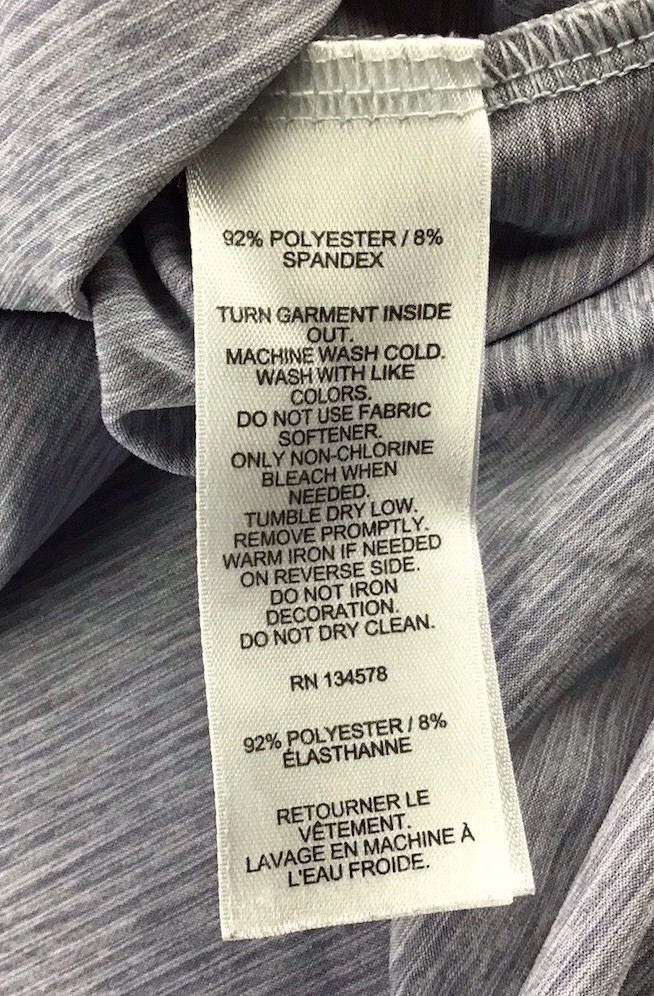 92% POLYESTER / 8%
SPANDEX
TURN GARMENT INSIDE
OUT.
MACHINE WASH COLD.
WASH WITH LIKE
COLORS.
DO NOT USE FABRIC
SOFTENER.
ONLY NON-CHLORINE
BLEACH WHEN
NEEDED.
TUMBLE DRY LOW.
REMOVE PROMPTLY.
WARM IRON IF NEEDED
ON REVERSE SIDE.
DO NOT IRON
DECORATION.
DO NOT DRY CLEAN.
RN 134578
92% POLYESTER / 8%
ÉLASTHANNE
RETOURNER LE
VÊTEMENT.
LAVAGE EN MACHINE À
L'EAU FROIDE.